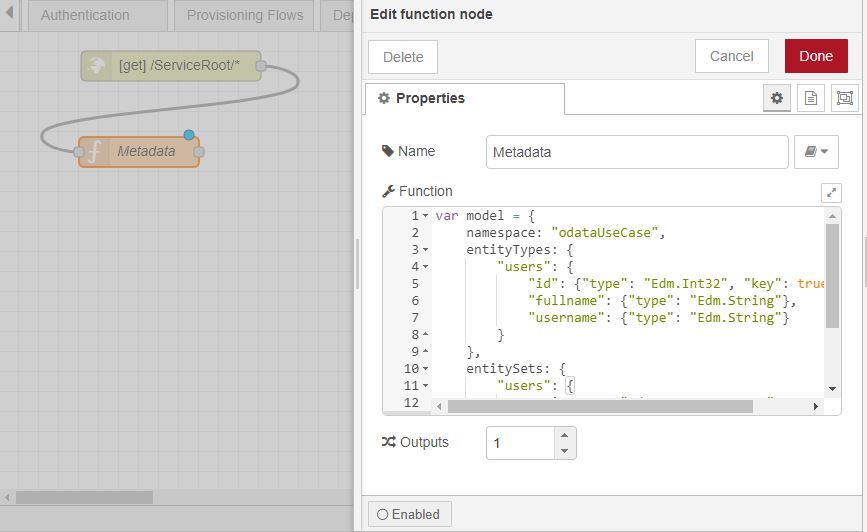 Authentication
Provisioning Flows
De
[get] /ServiceRoot/*
Metadata
Edit function node
Delete
Cancel
Done
Properties
Name
Metadata
Function
1 var model = {
2 namespace: "odataUseCase",
3 entityTypes: {
4 "users": {
5 "id": {"type": "Edm.Int32", "key": true
6 "fullname": {"type": "Edm.String"},
7 "username": {"type": "Edm.String"}
8 }
9 },
10 entitySets: {
11 "users": {
12
Outputs
1
Enabled